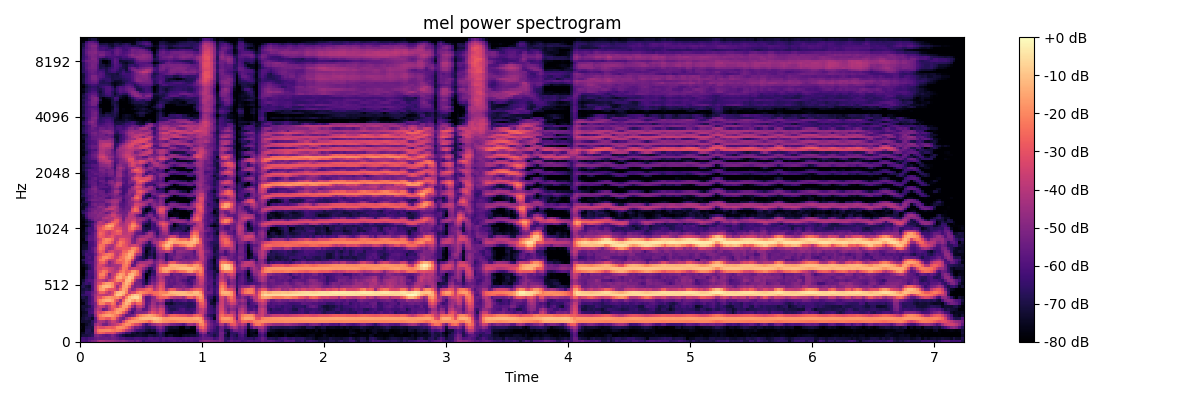 mel power spectrogram
Hz
8192
4096
2048
1024
512
0
0 1 2 3 4 5 6 7
Time
+0 dB
-10 dB
-20 dB
-30 dB
-40 dB
-50 dB
-60 dB
-70 dB
-80 dB